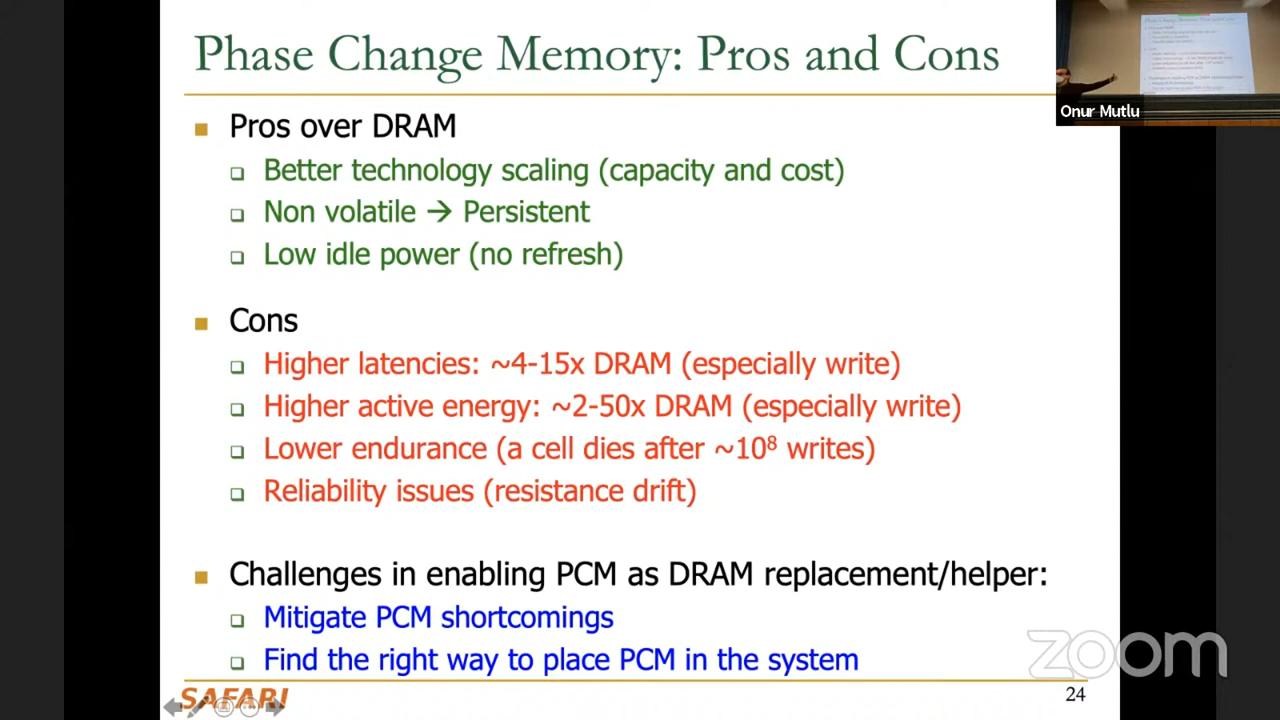 Phase Change Memory: Pros and Cons
Onur Mutlu
Pros over DRAM
Better technology scaling (capacity and cost)
Non volatile → Persistent
Low idle power (no refresh)
Cons
Higher latencies: ~4-15x DRAM (especially write)
Higher active energy: ~2-50x DRAM (especially write)
Lower endurance (a cell dies after ~10⁸ writes)
Reliability issues (resistance drift)
Challenges in enabling PCM as DRAM replacement/helper:
Mitigate PCM shortcomings
Find the right way to place PCM in the system
zoom
SAFARI
24